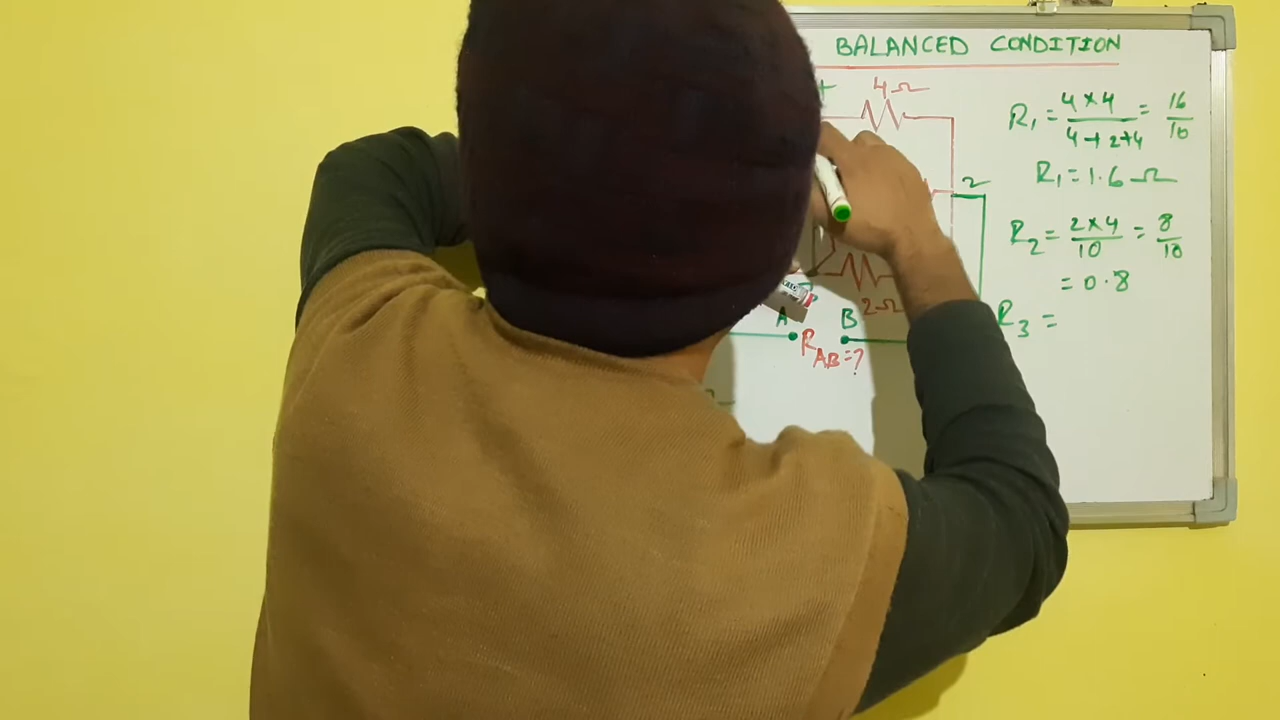 BALANCED CONDITION
4Ω
R₁ = 4×4 / 4+2+4 = 16/10
R₁ = 1.6 Ω
2
R₂ = 2×4 / 10 = 8/10
= 0.8
2Ω
R₃ =
A
B
R_AB = ?